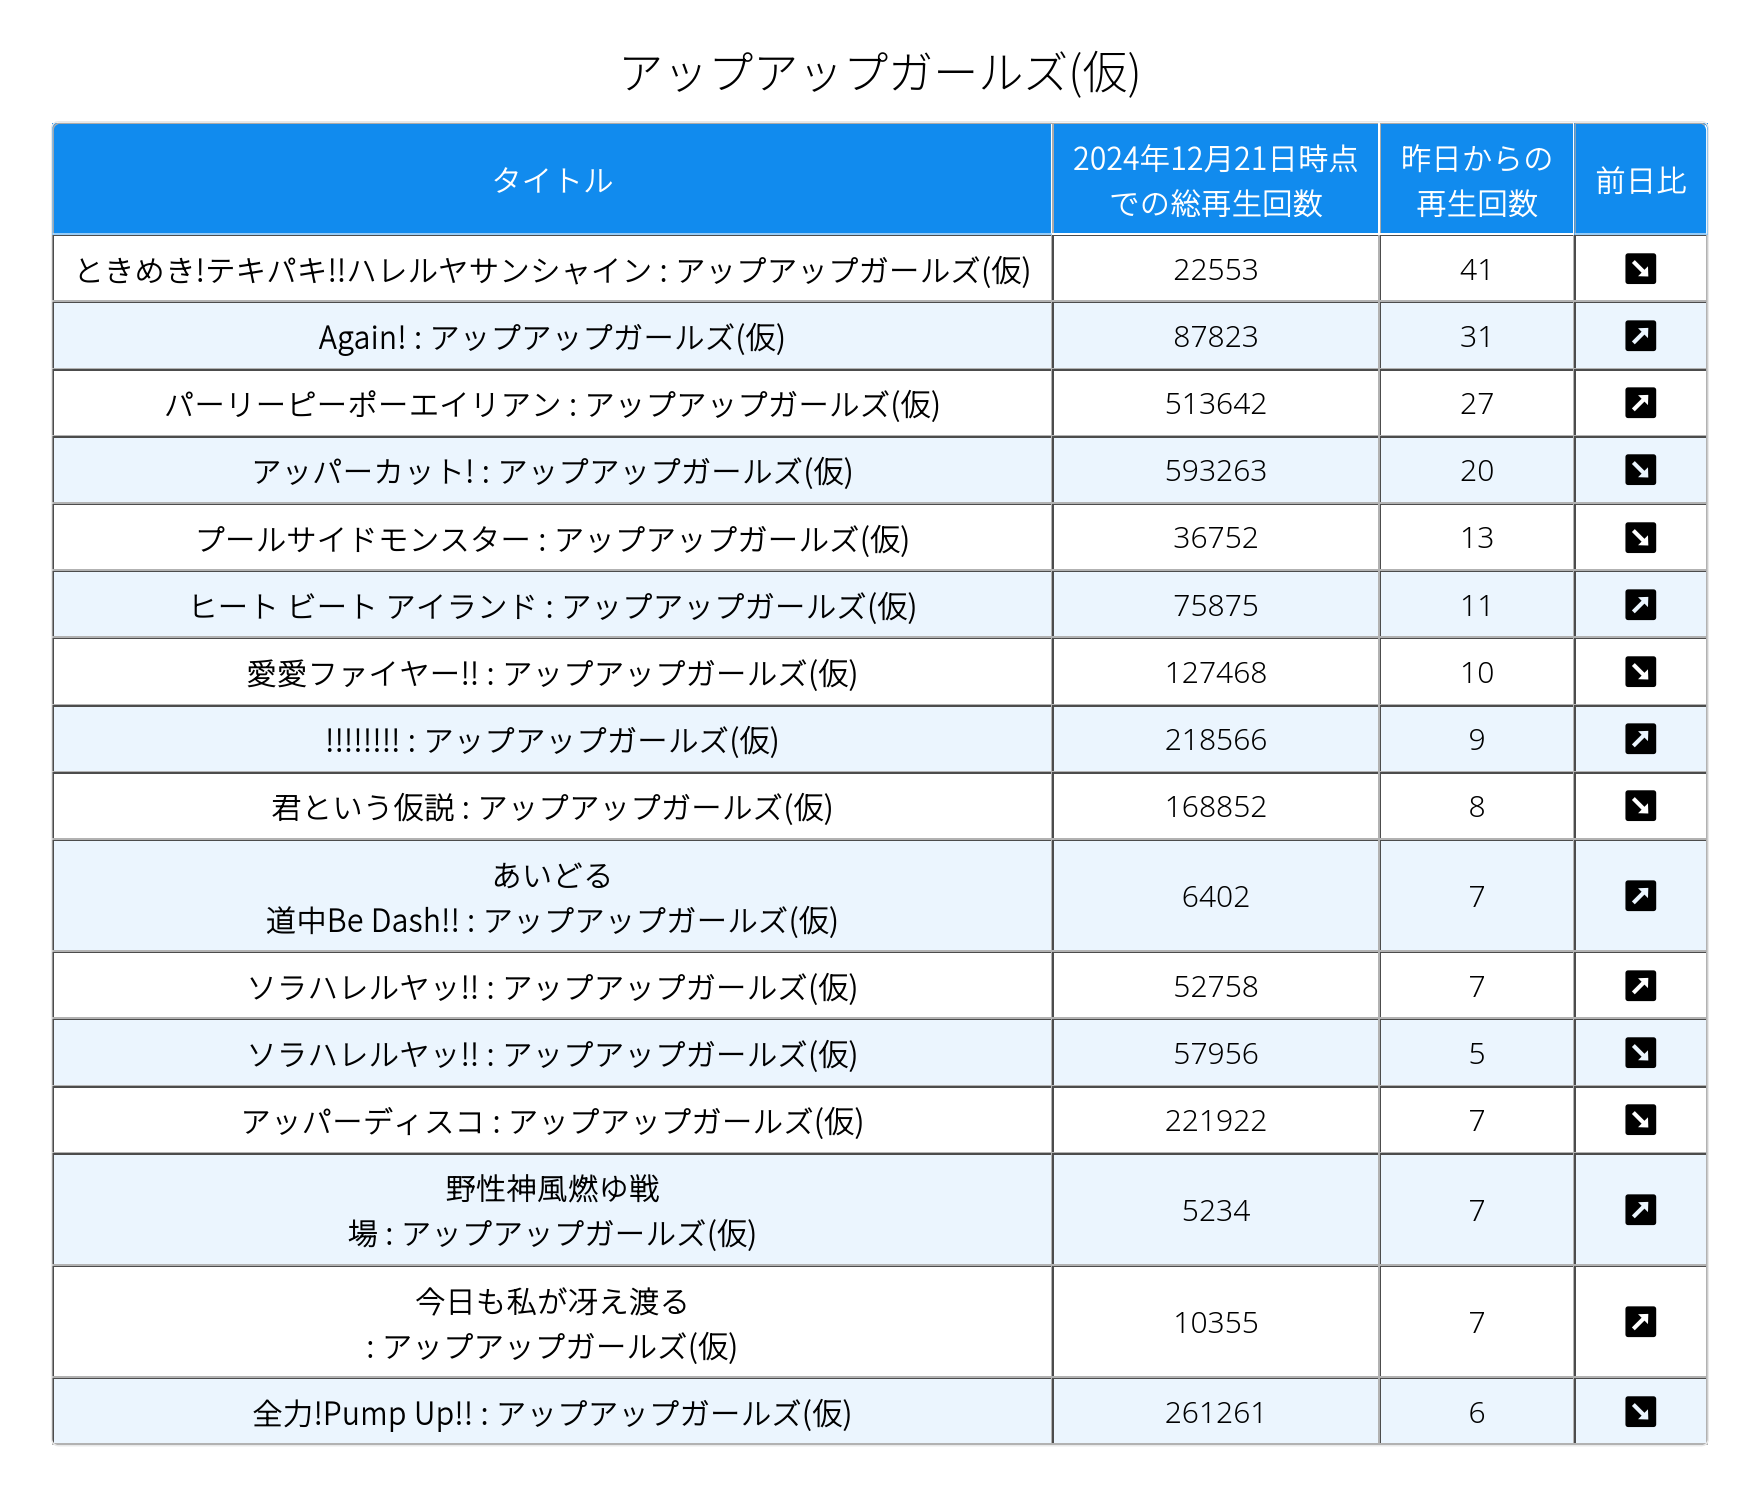 アップアップガールズ(仮)
タイトル
2024年12月21日時点
での総再生回数
昨日からの
再生回数
前日比
ときめき!テキパキ!!ハレルヤサンシャイン : アップアップガールズ(仮) 22553 41
Again! : アップアップガールズ(仮) 87823 31
パーリーピーポーエイリアン : アップアップガールズ(仮) 513642 27
アッパーカット! : アップアップガールズ(仮) 593263 20
プールサイドモンスター : アップアップガールズ(仮) 36752 13
ヒート ビート アイランド : アップアップガールズ(仮) 75875 11
愛愛ファイヤー!! : アップアップガールズ(仮) 127468 10
!!!!!!!! : アップアップガールズ(仮) 218566 9
君という仮説 : アップアップガールズ(仮) 168852 8
あいどる
道中Be Dash!! : アップアップガールズ(仮) 6402 7
ソラハレルヤッ!! : アップアップガールズ(仮) 52758 7
ソラハレルヤッ!! : アップアップガールズ(仮) 57956 5
アッパーディスコ : アップアップガールズ(仮) 221922 7
野性神風燃ゆ戦
場 : アップアップガールズ(仮) 5234 7
今日も私が冴え渡る
: アップアップガールズ(仮) 10355 7
全力!Pump Up!! : アップアップガールズ(仮) 261261 6